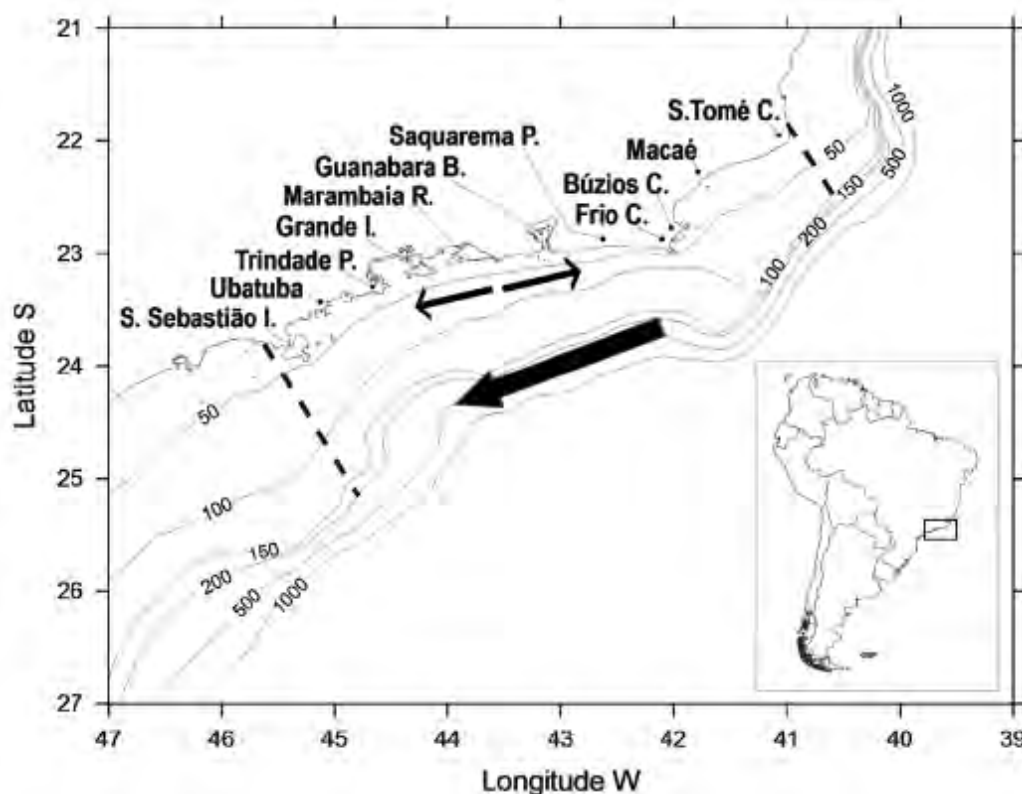 21
22
23
24
25
26
27
Latitude S
47
46
45
44
43
42
41
40
39
Longitude W
S.Tomé C.
Saquarema P.
Macaé
Guanabara B.
Búzios C.
Marambaia R.
Frio C.
Grande I.
Trindade P.
Ubatuba
S. Sebastião I.
1000
500
50
150
200
100
50
100
150
200
500
1000